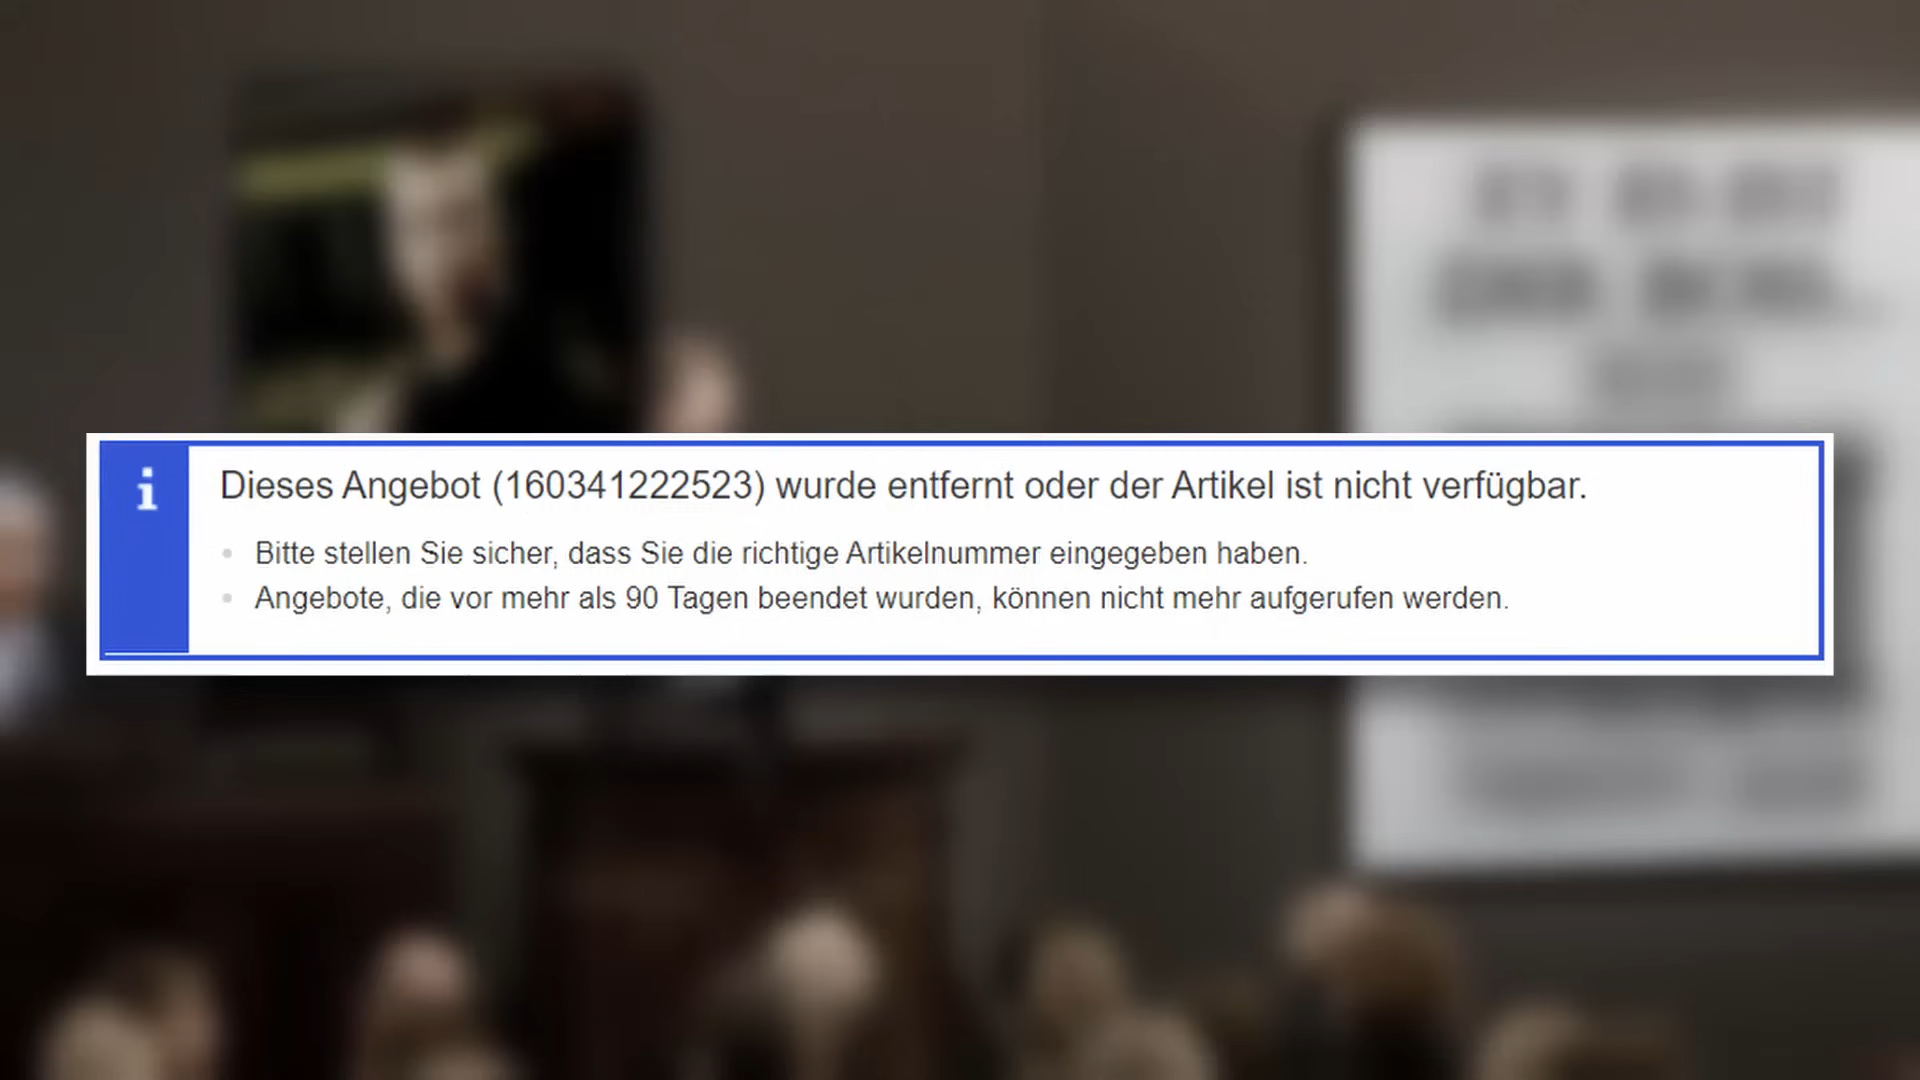 i
Dieses Angebot (160341222523) wurde entfernt oder der Artikel ist nicht verfügbar.
Bitte stellen Sie sicher, dass Sie die richtige Artikelnummer eingegeben haben.
Angebote, die vor mehr als 90 Tagen beendet wurden, können nicht mehr aufgerufen werden.